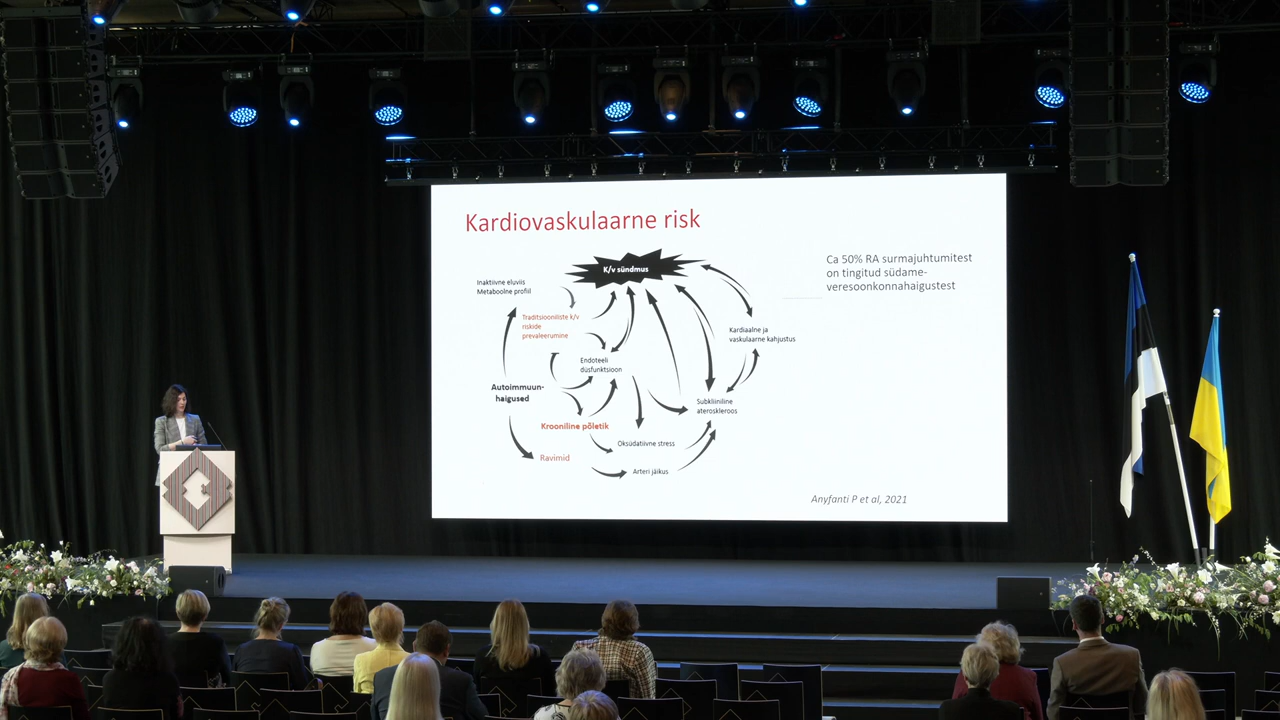 Kardiovaskulaarne risk
K/v sündmus
Inaktiivne eluviis
Metaboolne profiil
Traditsiooniliste k/v
riskide
prevaleerumine
Endoteeli
düsfunktsioon
Autoimmuun-
haigused
Krooniline põletik
Ravimid
Oksüdatiivne stress
Arteri jäikus
Subkliiniline
ateroskleroos
Kardiaalne ja
vaskulaarne kahjustus
Ca 50% RA surmajuhtumitest
on tingitud südame-
veresoonkonnahaigustest
Anyfanti P et al, 2021